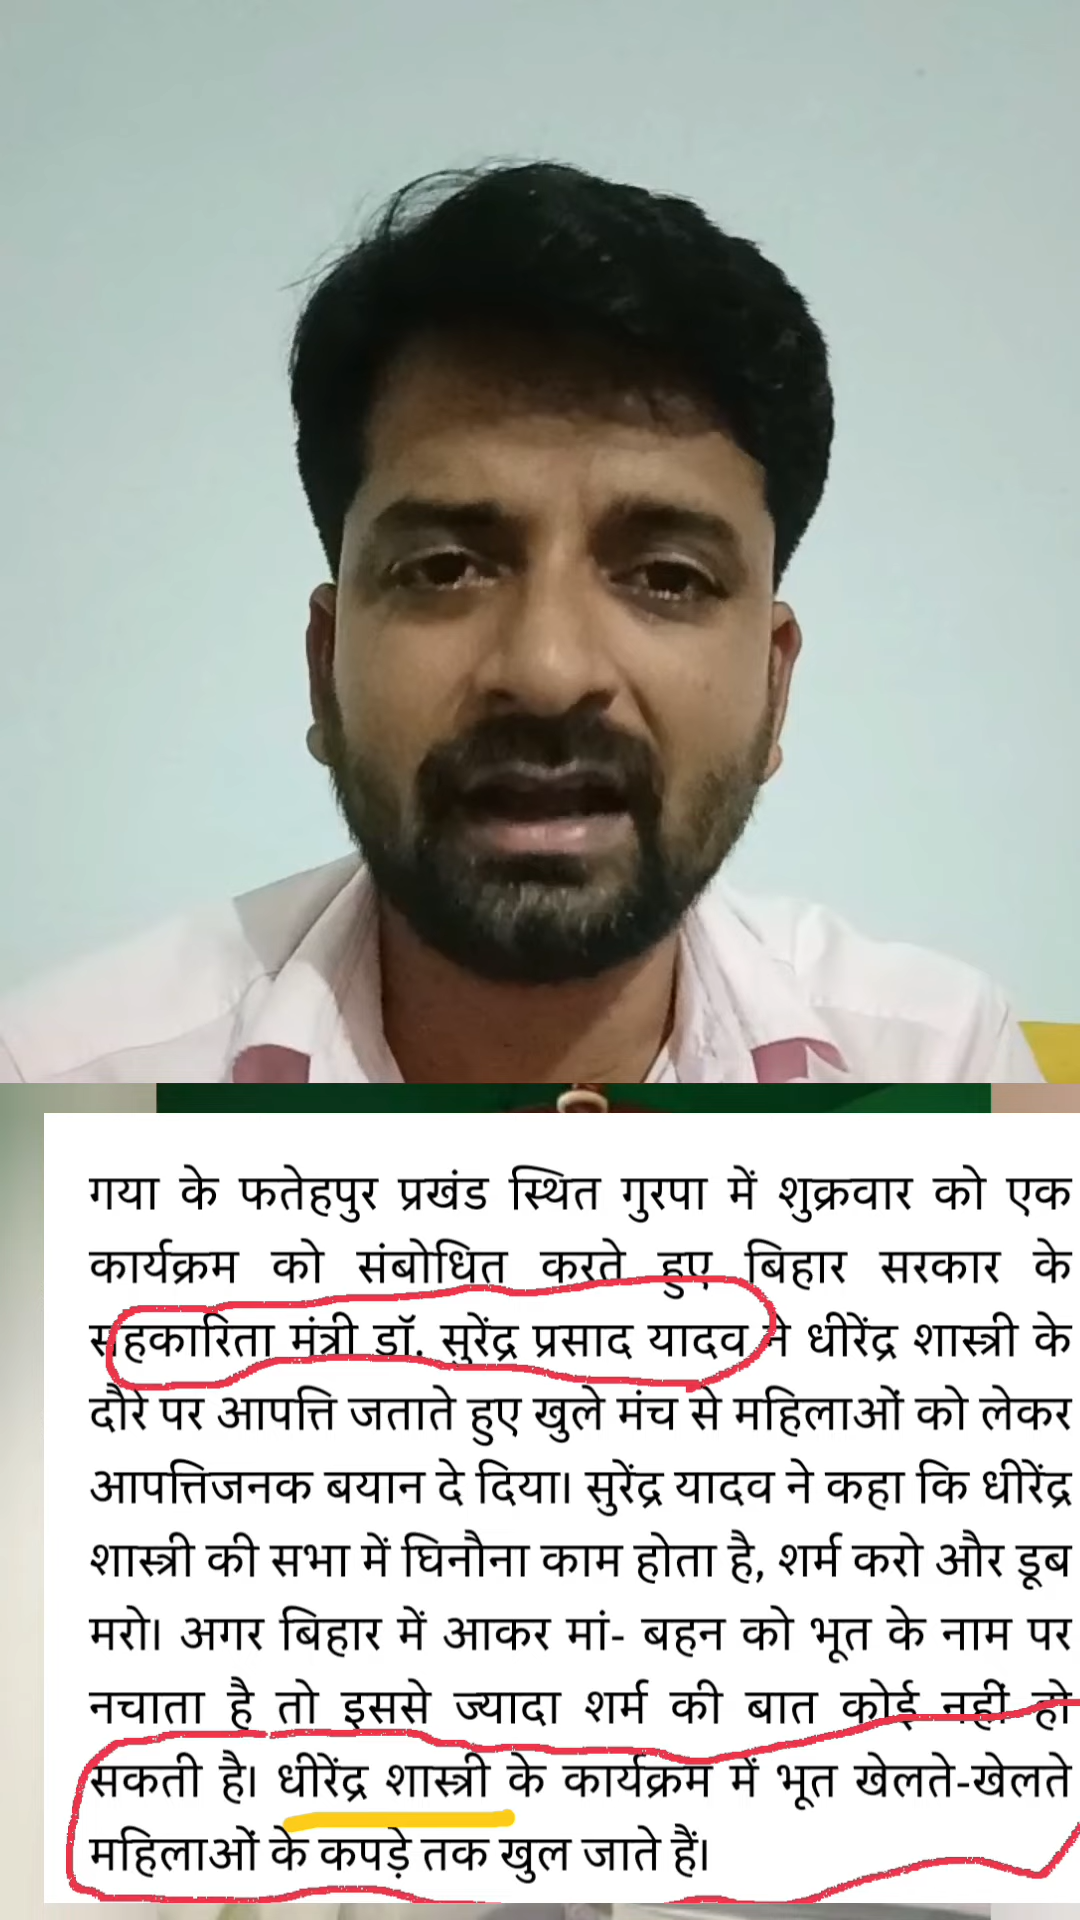 गया के फतेहपुर प्रखंड स्थित गुरपा में शुक्रवार को एक
कार्यक्रम को संबोधित करते हुए बिहार सरकार के
सहकारिता मंत्री डॉ. सुरेंद्र प्रसाद यादव ने धीरेंद्र शास्त्री के
दौरे पर आपत्ति जताते हुए खुले मंच से महिलाओं को लेकर
आपत्तिजनक बयान दे दिया। सुरेंद्र यादव ने कहा कि धीरेंद्र
शास्त्री की सभा में घिनौना काम होता है, शर्म करो और डूब
मरो। अगर बिहार में आकर मां- बहन को भूत के नाम पर
नचाता है तो इससे ज्यादा शर्म की बात कोई नहीं हो
सकती है। धीरेंद्र शास्त्री के कार्यक्रम में भूत खेलते-खेलते
महिलाओं के कपड़े तक खुल जाते हैं।